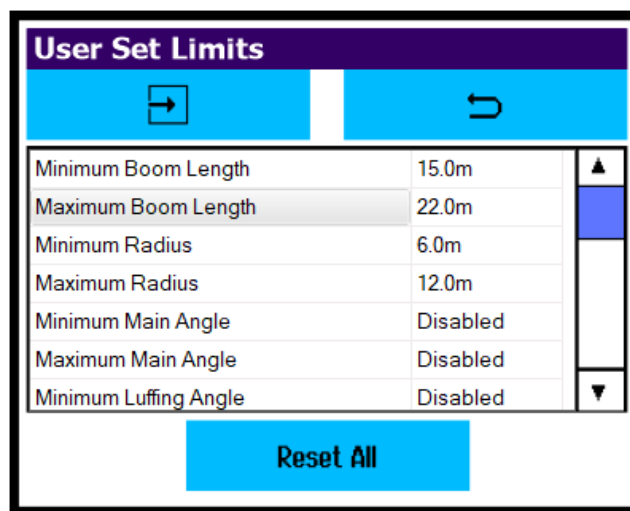 User Set Limits
Minimum Boom Length 15.0m
Maximum Boom Length 22.0m
Minimum Radius 6.0m
Maximum Radius 12.0m
Minimum Main Angle Disabled
Maximum Main Angle Disabled
Minimum Luffing Angle Disabled
Reset All